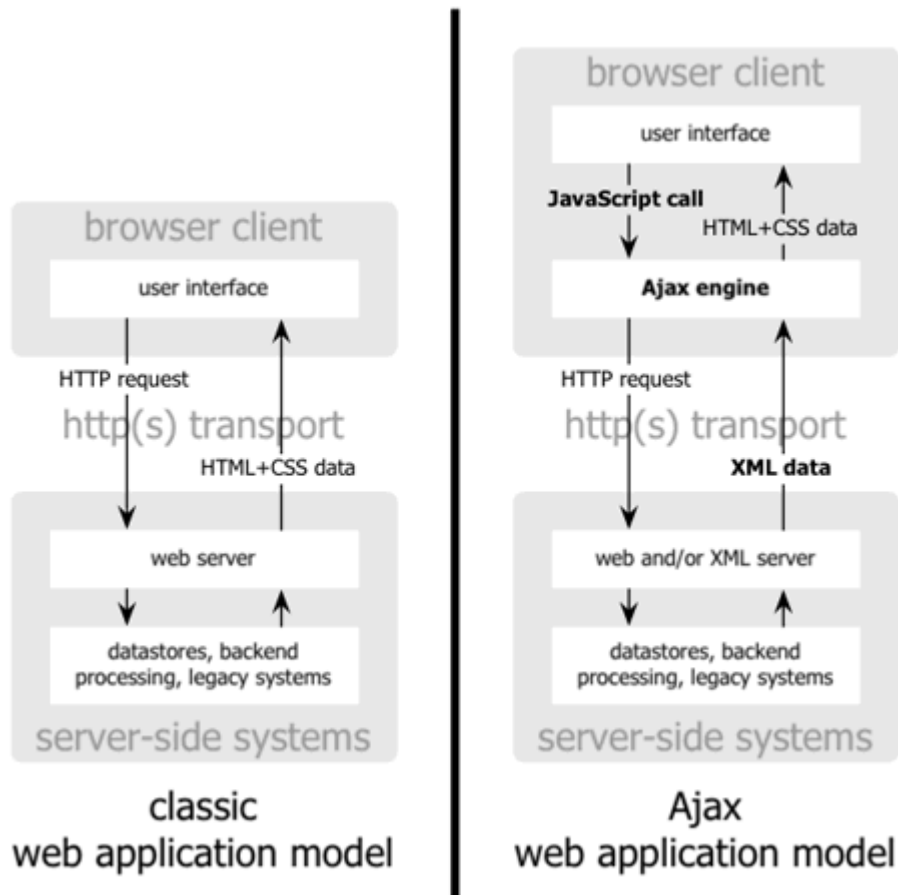 browser client
user interface
HTTP request
http(s) transport
HTML+CSS data
web server
datastores, backend
processing, legacy systems
server-side systems
classic
web application model
browser client
user interface
JavaScript call
HTML+CSS data
Ajax engine
HTTP request
http(s) transport
XML data
web and/or XML server
datastores, backend
processing, legacy systems
server-side systems
Ajax
web application model